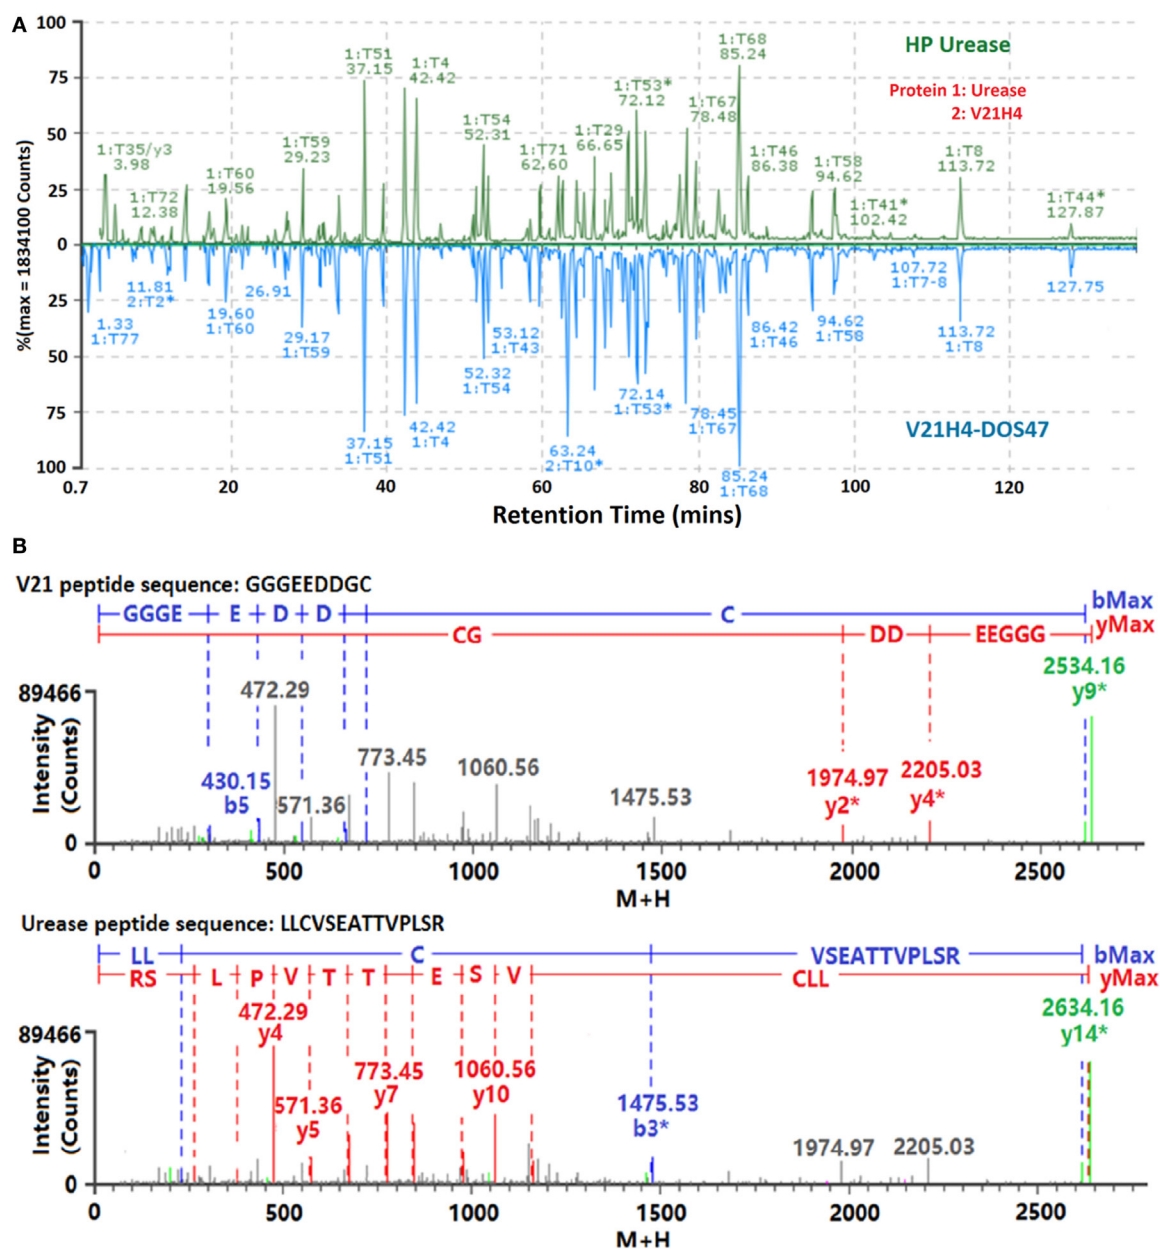 A
100
75
50
25
0
25
50
75
100
%(max = 1834100 Counts)
HP Urease
Protein 1: Urease
2: V21H4
1:T35/y3
3.98
1:T72
12.38
1:T60
19.56
1:T59
29.23
1:T51
37.15
1:T4
42.42
1:T54
52.31
1:T71
62.60
1:T29
66.65
1:T53*
72.12
1:T67
78.48
1:T68
85.24
1:T46
86.38
1:T58
94.62
1:T41*
102.42
1:T8
113.72
1:T44*
127.87
1.33
1:T77
11.81
2:T2*
19.60
1:T60
26.91
29.17
1:T59
37.15
1:T51
42.42
1:T4
52.32
1:T54
53.12
1:T43
63.24
2:T10*
72.14
1:T53*
78.45
1:T67
85.24
1:T68
86.42
1:T46
94.62
1:T58
107.72
1:T7-8
113.72
1:T8
127.75
V21H4-DOS47
0.7 20 40 60 80 100 120
Retention Time (mins)
B
V21 peptide sequence: GGGEEDDGC
GGGE E D D C bMax
CG DD EEGGG yMax
89466
0
Intensity
(Counts)
472.29
430.15
b5
571.36
773.45
1060.56
1475.53
1974.97
y2*
2205.03
y4*
2534.16
y9*
0 500 1000 1500 2000 2500
M+H
Urease peptide sequence: LLCVSEATTVPLSR
LL C VSEATTVPLSR bMax
RS L P V T T E S V CLL yMax
89466
0
Intensity
(Counts)
472.29
y4
571.36
y5
773.45
y7
1060.56
y10
1475.53
b3*
1974.97
2205.03
2634.16
y14*
0 500 1000 1500 2000 2500
M+H